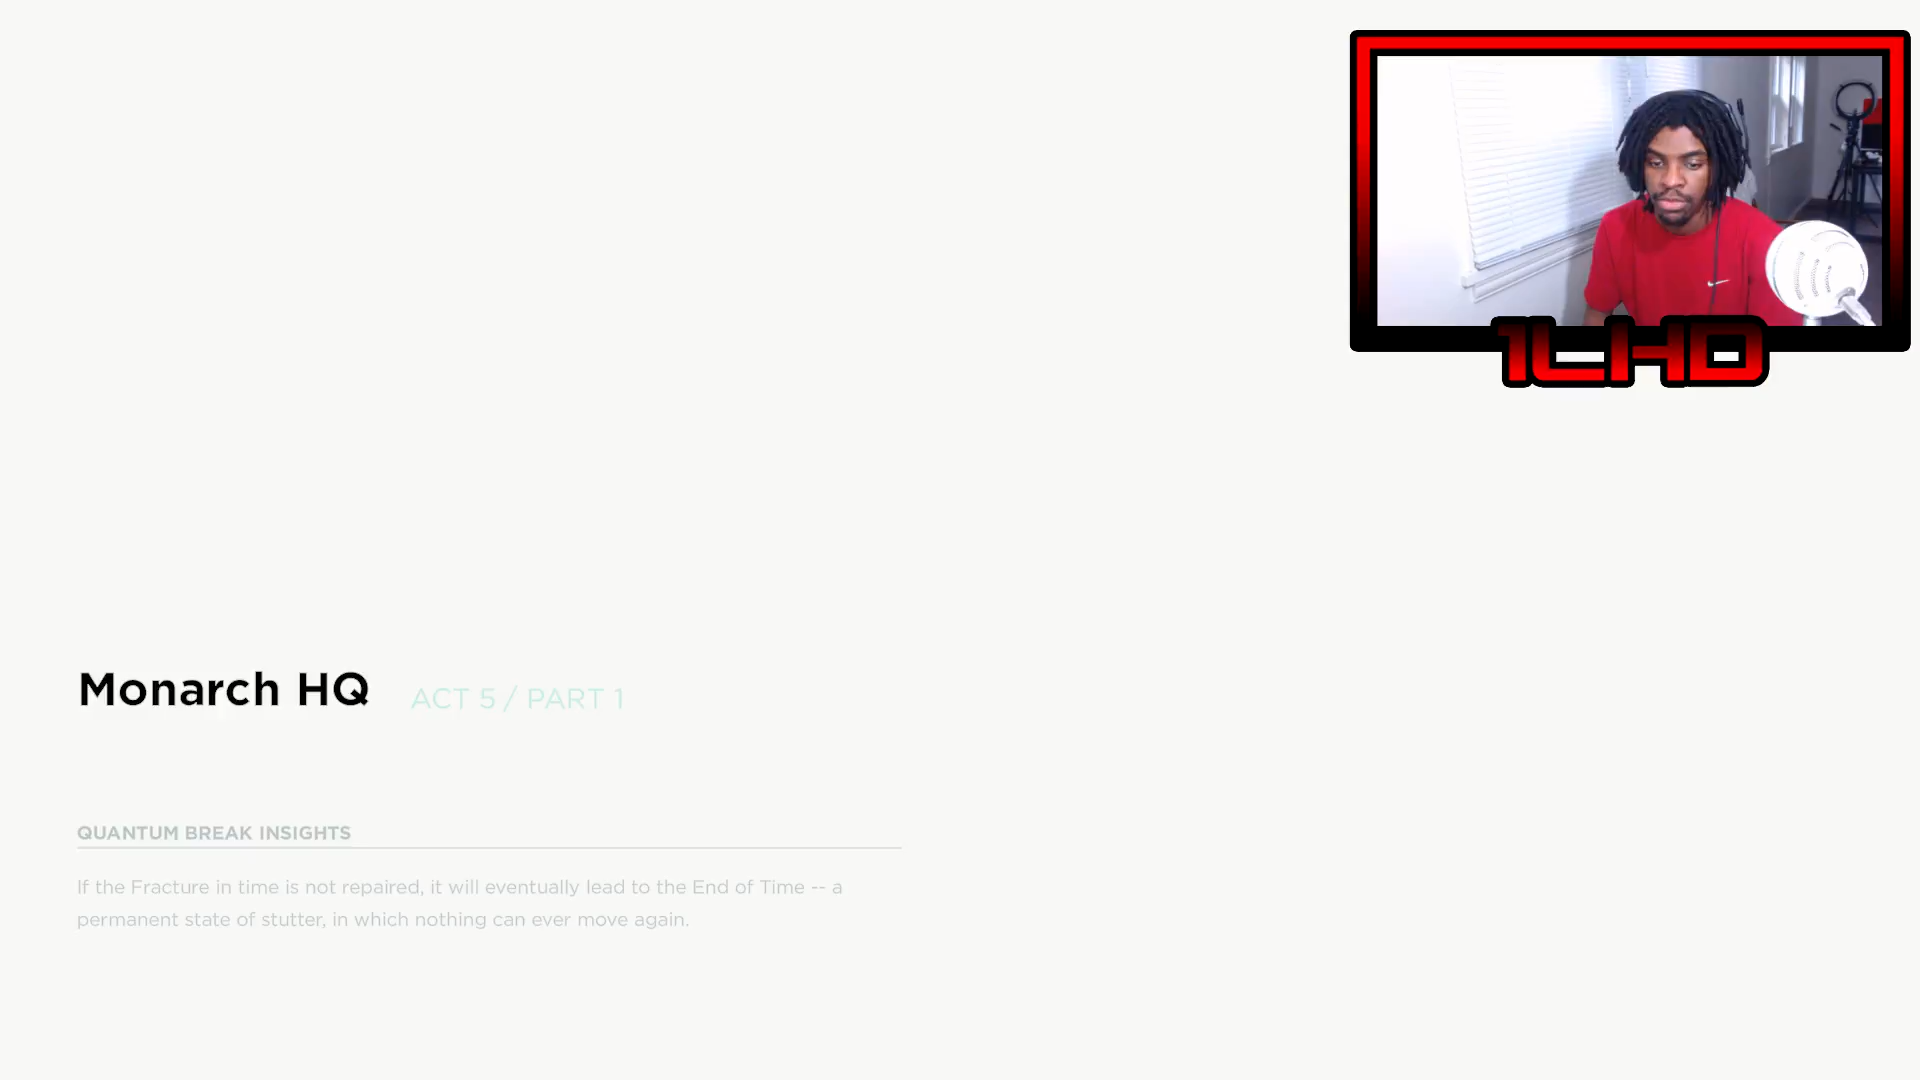 1LHD
Monarch HQ ACT 5 / PART 1
QUANTUM BREAK INSIGHTS
If the Fracture in time is not repaired, it will eventually lead to the End of Time -- a
permanent state of stutter, in which nothing can ever move again.